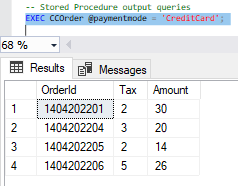 -- Stored Procedure output queries
EXEC CCOrder @paymentmode = 'CreditCard';
68 %
Results Messages
OrderId Tax Amount
1 1404202201 2 30
2 1404202204 3 20
3 1404202205 2 14
4 1404202206 5 26